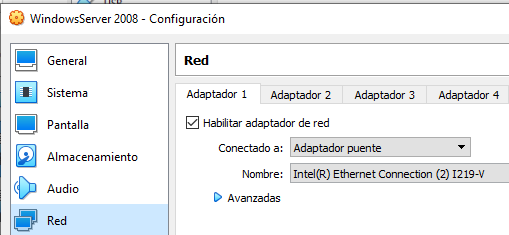 WindowsServer 2008 - Configuración
General
Sistema
Pantalla
Almacenamiento
Audio
Red
Red
Adaptador 1 Adaptador 2 Adaptador 3 Adaptador 4
Habilitar adaptador de red
Conectado a: Adaptador puente
Nombre: Intel(R) Ethernet Connection (2) I219-V
Avanzadas